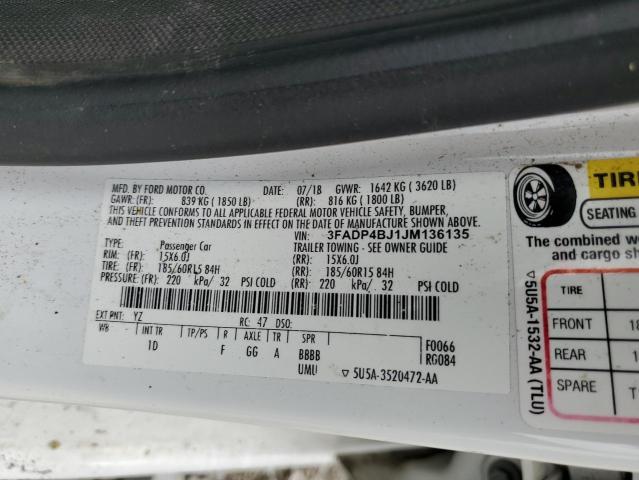 MFD. BY FORD MOTOR CO.
DATE: 07/18 GVWR: 1642 KG ( 3620 LB)
GAWR: (FR): 839 KG ( 1850 LB) (RR): 816 KG ( 1800 LB)
THIS VEHICLE CONFORMS TO ALL APPLICABLE FEDERAL MOTOR VEHICLE SAFETY, BUMPER,
AND THEFT PREVENTION STANDARDS IN EFFECT ON THE DATE OF MANUFACTURE SHOWN ABOVE.
VIN: 3FADP4BJ1JM136135
TYPE: Passenger Car TRAILER TOWING - SEE OWNER GUIDE
RIM: (FR): 15X6.0J (RR): 15X6.0J
TIRE: (FR): 185/60R15 84H (RR): 185/60R15 84H
PRESSURE: (FR): 220 kPa/ 32 PSI COLD (RR): 220 kPa/ 32 PSI COLD
EXT PNT: YZ RC: 47 DSO:
WB INT TR TP/PS R AXLE TR SPR F0066
1D F GG A BBBB RG084
UMU ▽ 5U5A-3520472-AA
TIRE
SEATING
The combined w
and cargo sh
TIRE
FRONT 18
REAR 1
SPARE T
▽ 5U5A-1532-AA (TLU)